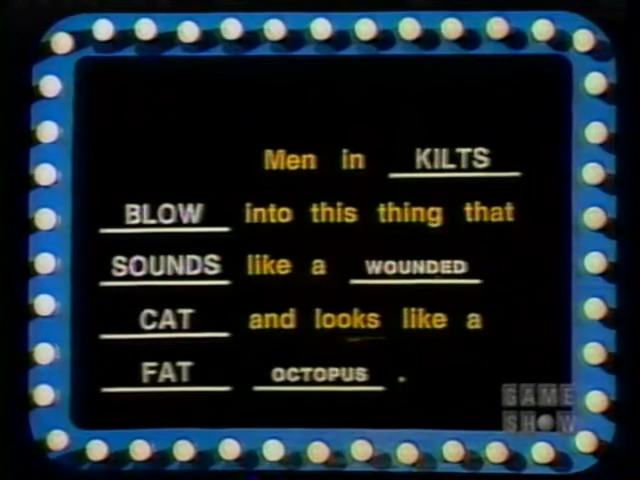 Men in KILTS
BLOW into this thing that
SOUNDS like a WOUNDED
CAT and looks like a
FAT OCTOPUS .
GAME
SHOW